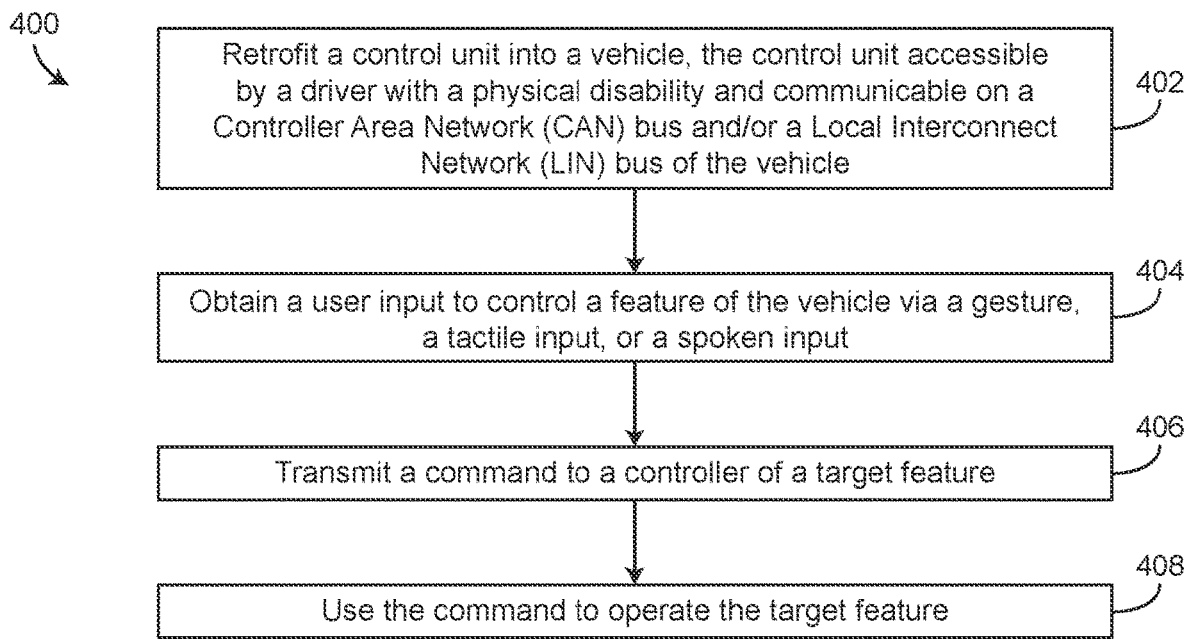 400
Retrofit a control unit into a vehicle, the control unit accessible
by a driver with a physical disability and communicable on a
Controller Area Network (CAN) bus and/or a Local Interconnect
Network (LIN) bus of the vehicle
402
Obtain a user input to control a feature of the vehicle via a gesture,
a tactile input, or a spoken input
404
Transmit a command to a controller of a target feature
406
Use the command to operate the target feature
408